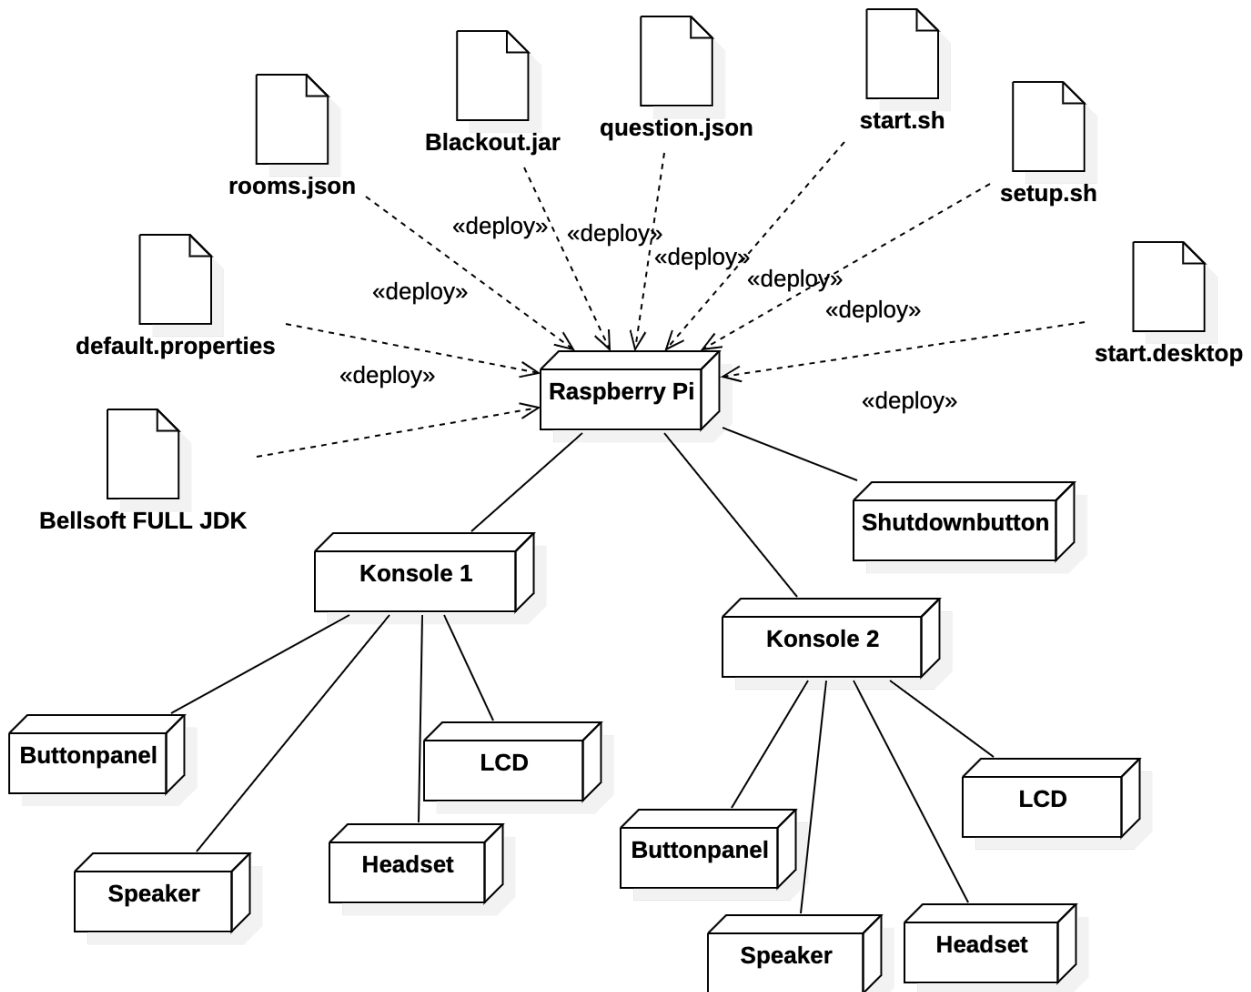 start.sh
question.json
Blackout.jar
rooms.json
setup.sh
«deploy»
«deploy»
«deploy»
«deploy»
«deploy»
«deploy»
default.properties
start.desktop
«deploy»
Raspberry Pi
«deploy»
Bellsoft FULL JDK
Shutdownbutton
Konsole 1
Konsole 2
Buttonpanel
LCD
LCD
Buttonpanel
Headset
Speaker
Headset
Speaker